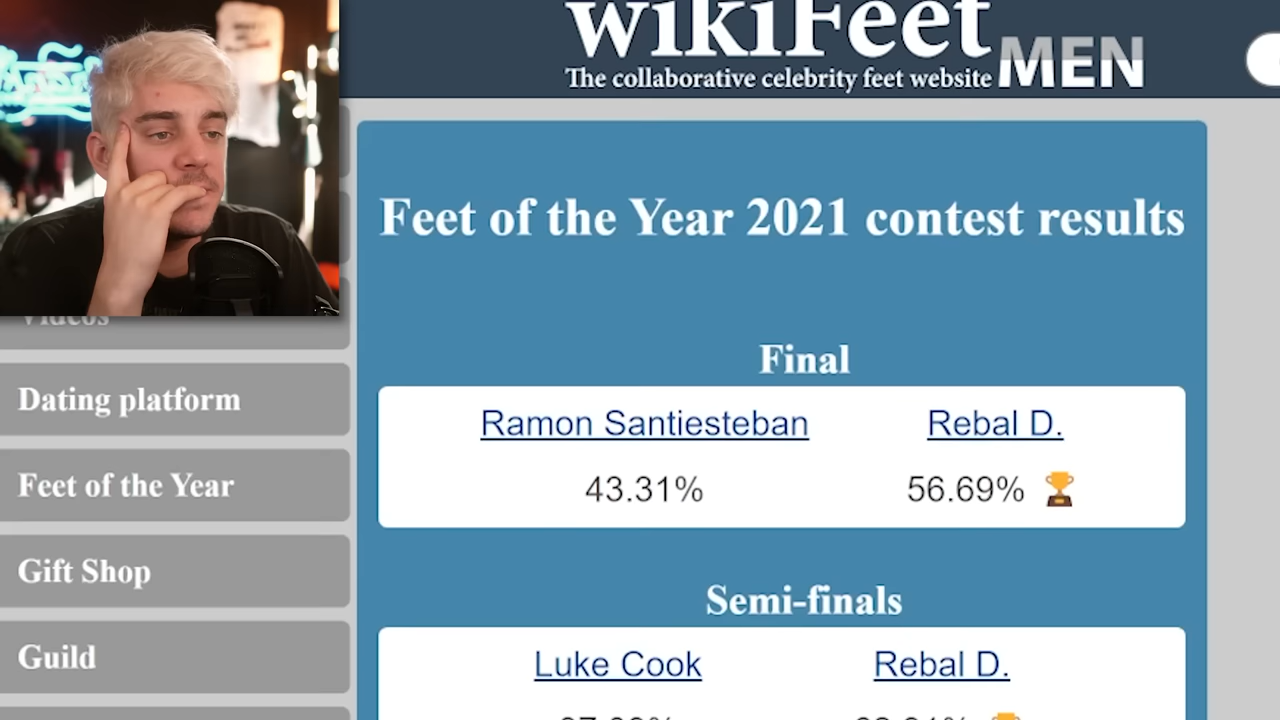 wikiFeet MEN
The collaborative celebrity feet website
Feet of the Year 2021 contest results
Videos
Dating platform
Feet of the Year
Gift Shop
Guild
Final
Ramon Santiesteban Rebal D.
43.31% 56.69%
Semi-finals
Luke Cook Rebal D.